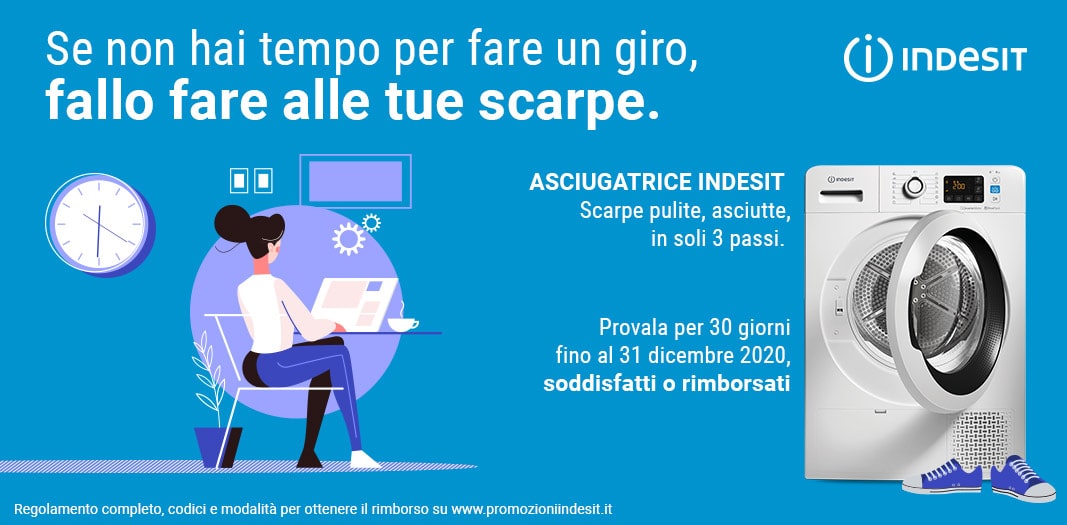 Se non hai tempo per fare un giro,
fallo fare alle tue scarpe.
INDESIT
ASCIUGATRICE INDESIT
Scarpe pulite, asciutte,
in soli 3 passi.
Provala per 30 giorni
fino al 31 dicembre 2020,
soddisfatti o rimborsati
INDESIT
Regolamento completo, codici e modalità per ottenere il rimborso su www.promozioniindesit.it